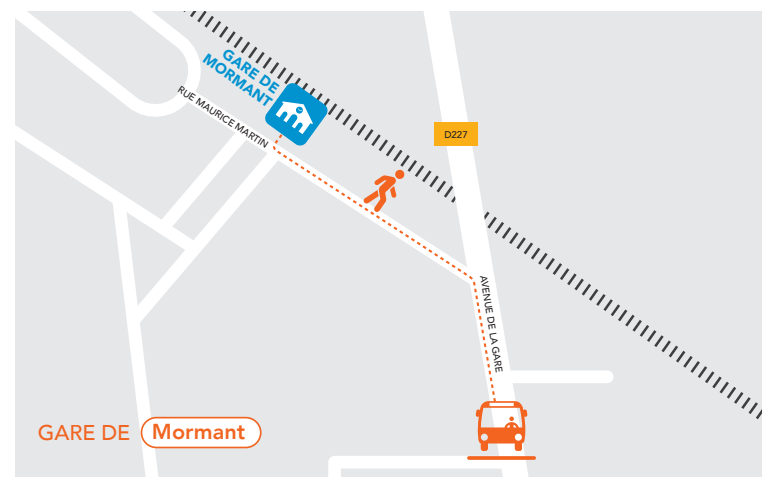 GARE DE
MORMANT
RUE MAURICE MARTIN
D227
AVENUE DE LA GARE
GARE DE Mormant